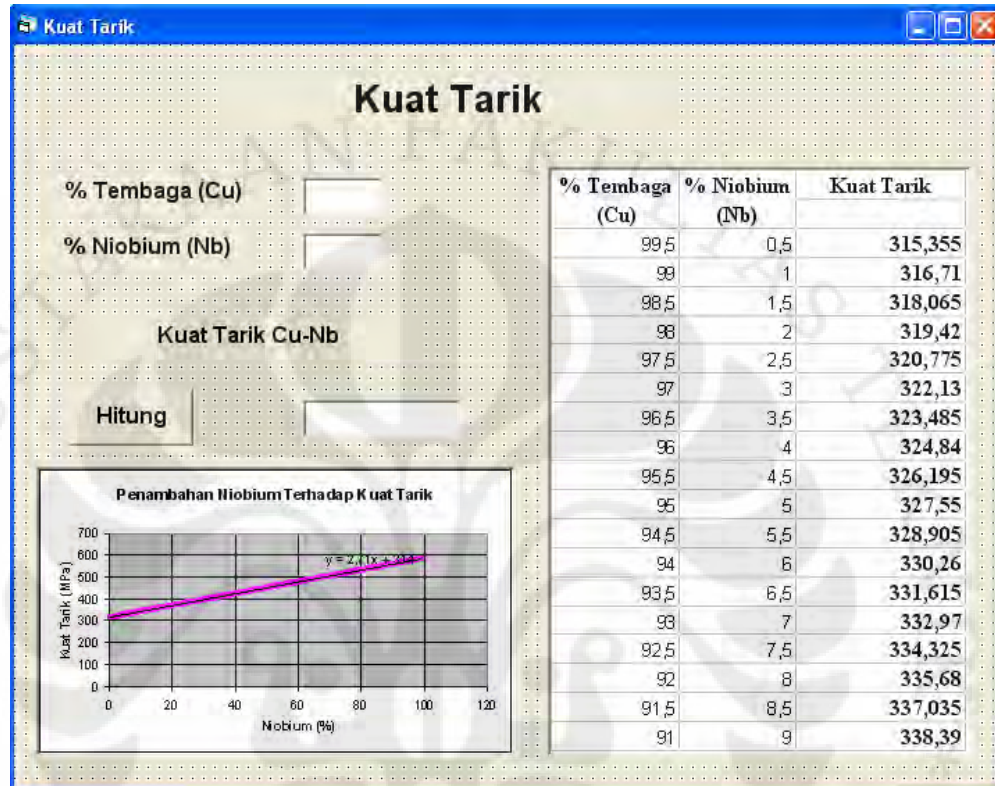 Kuat Tarik
Kuat Tarik
% Tembaga (Cu)
% Niobium (Nb)
Kuat Tarik Cu-Nb
Hitung
Penambahan Niobium Terhadap Kuat Tarik
y = 2,71x + 314
Kuat Tarik (MPa)
700
600
500
400
300
200
100
0
0 20 40 60 80 100 120
Niobium (%)
% Tembaga (Cu) % Niobium (Nb) Kuat Tarik
99,5 0,5 315,355
99 1 316,71
98,5 1,5 318,065
98 2 319,42
97,5 2,5 320,775
97 3 322,13
96,5 3,5 323,485
96 4 324,84
95,5 4,5 326,195
95 5 327,55
94,5 5,5 328,905
94 6 330,26
93,5 6,5 331,615
93 7 332,97
92,5 7,5 334,325
92 8 335,68
91,5 8,5 337,035
91 9 338,39